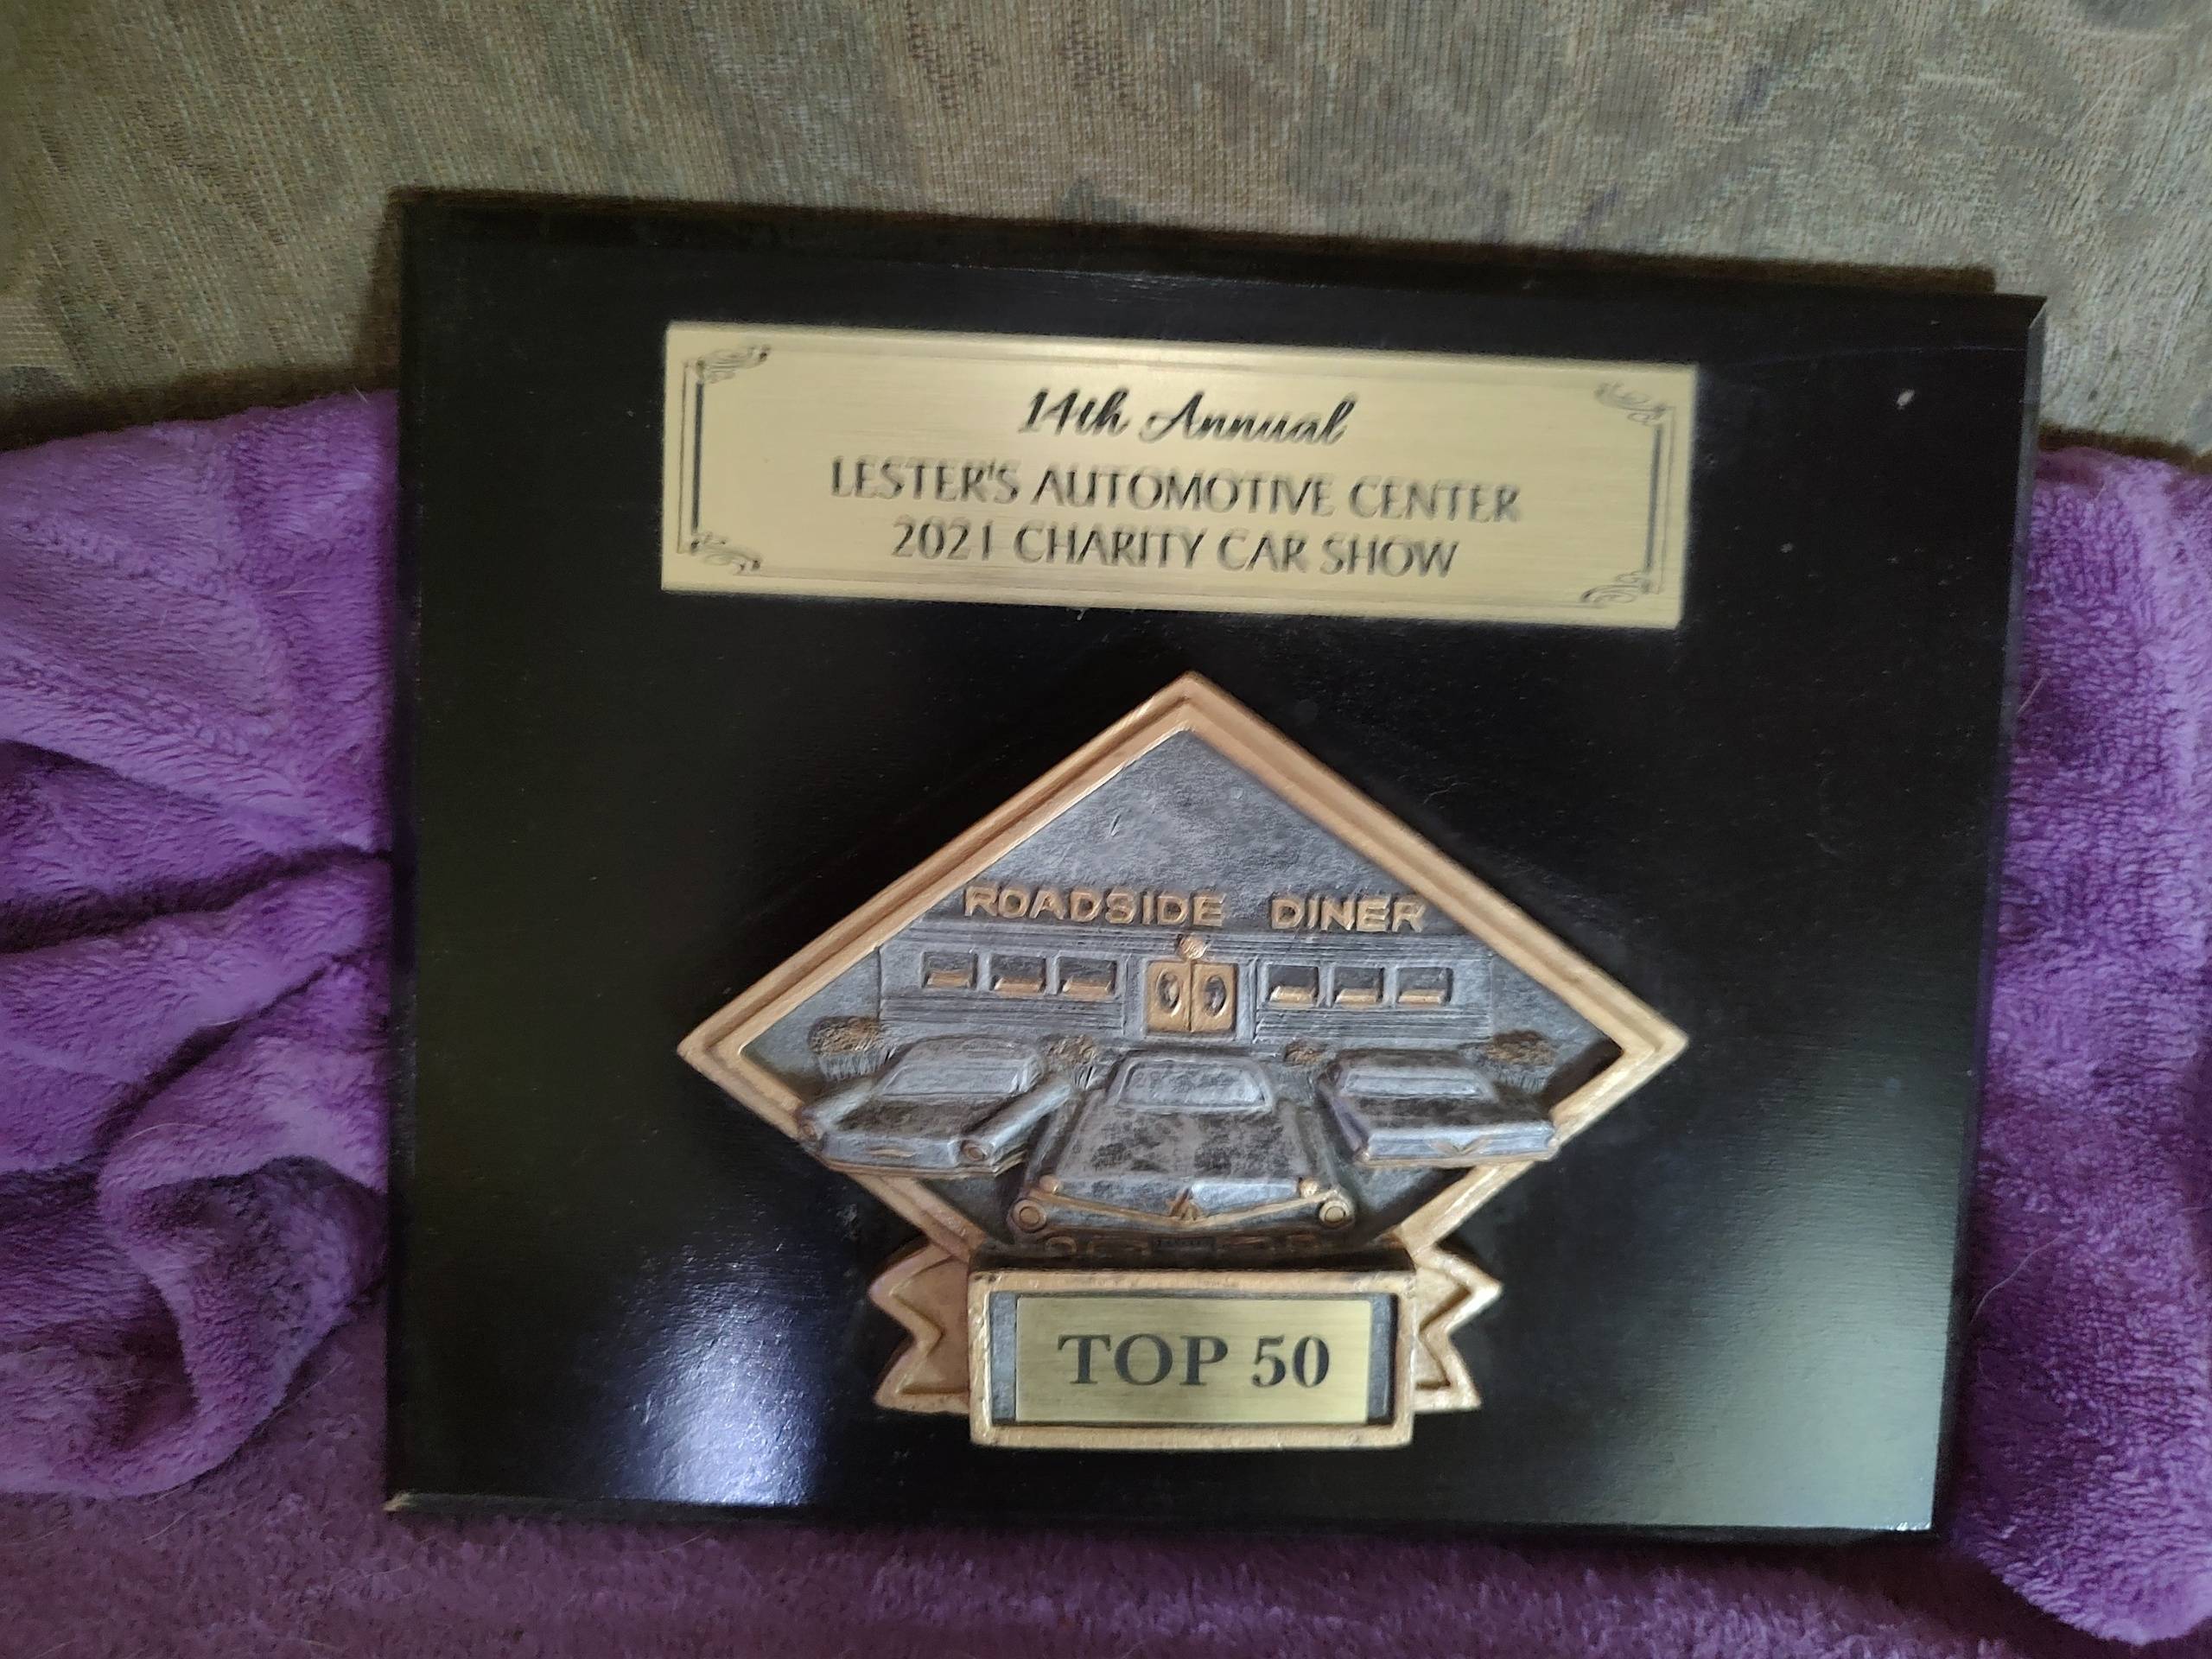 14th Annual
LESTER'S AUTOMOTIVE CENTER
2021 CHARITY CAR SHOW
ROADSIDE DINER
TOP 50